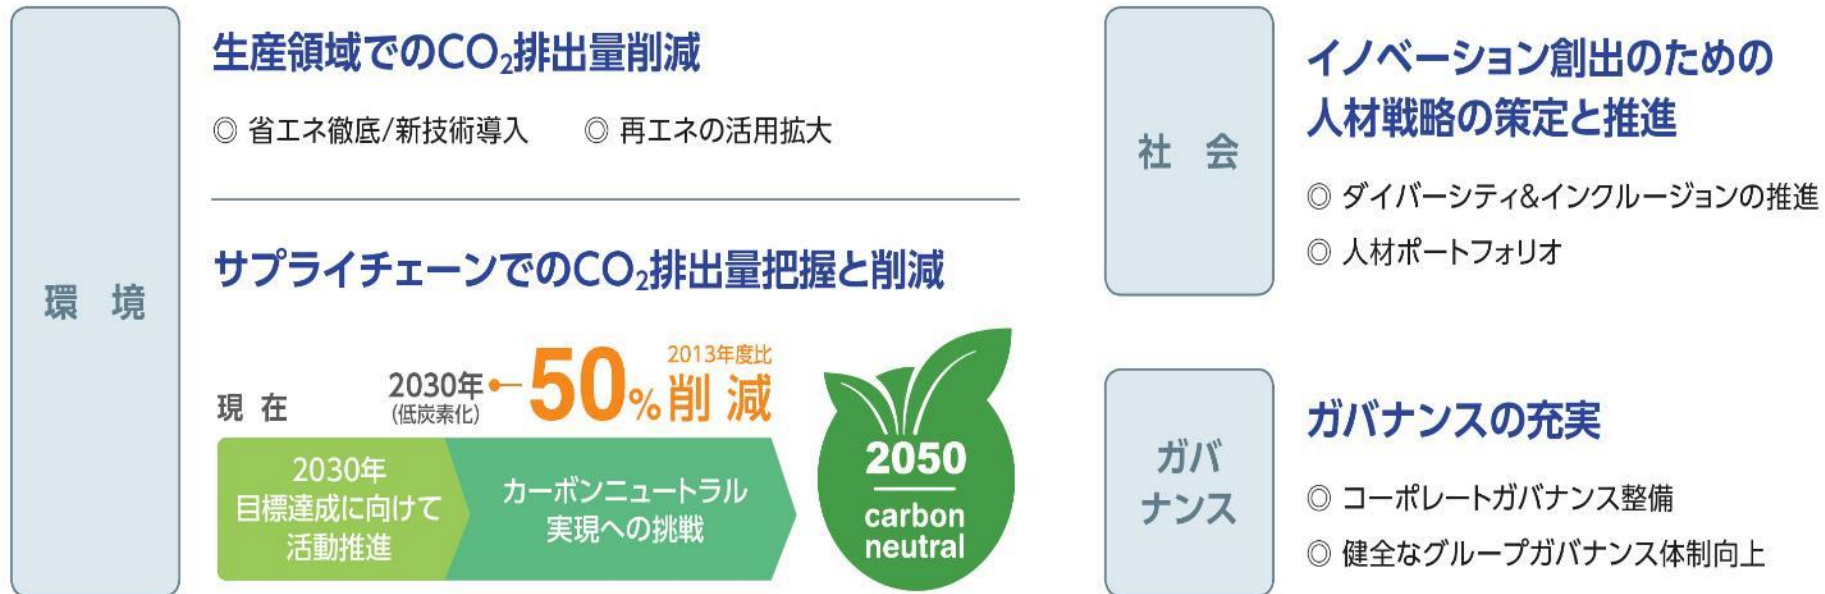 環 境
生産領域でのCO₂排出量削減
◎ 省エネ徹底/新技術導入 ◎ 再エネの活用拡大
サプライチェーンでのCO₂排出量把握と削減
現 在
2030年
(低炭素化)
50%削 減
2013年度比
2030年
目標達成に向けて
活動推進
カーボンニュートラル
実現への挑戦
2050
carbon
neutral
社 会
イノベーション創出のための
人材戦略の策定と推進
◎ ダイバーシティ&インクルージョンの推進
◎ 人材ポートフォリオ
ガバ
ナンス
ガバナンスの充実
◎ コーポレートガバナンス整備
◎ 健全なグループガバナンス体制向上